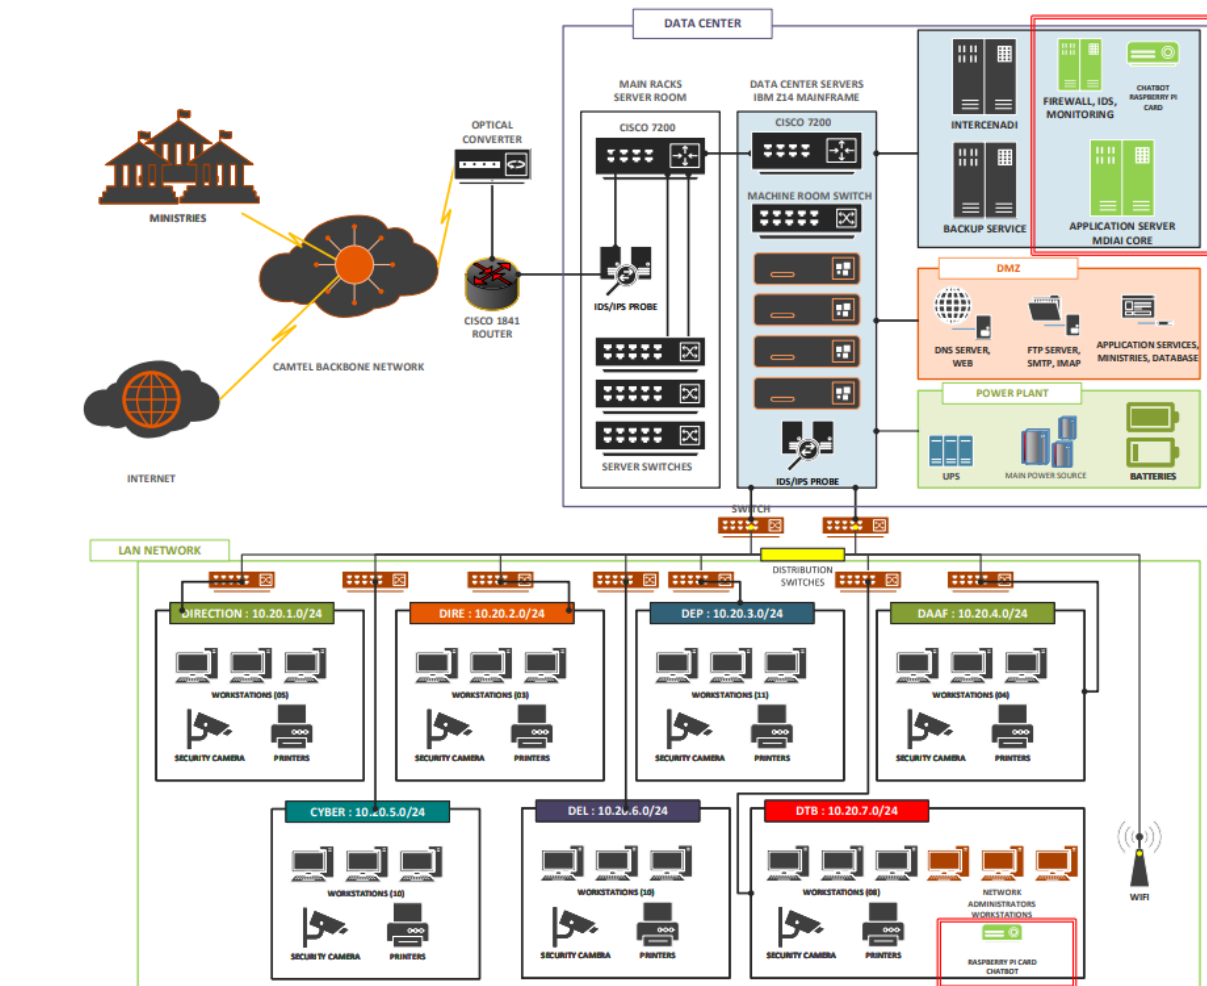 DATA CENTER
MAIN RACKS
SERVER ROOM
DATA CENTER SERVERS
IBM Z14 MAINFRAME
CISCO 7200
CISCO 7200
OPTICAL
CONVERTER
MINISTRIES
CISCO 1841
ROUTER
CAMTEL BACKBONE NETWORK
INTERNET
IDS/IPS PROBE
SERVER SWITCHES
MACHINE ROOM SWITCH
IDS/IPS PROBE
INTERCENADI
BACKUP SERVICE
FIREWALL, IDS,
MONITORING
CHATBOT
RASPBERRY PI
CARD
APPLICATION SERVER
MDIAI CORE
DMZ
DNS SERVER,
WEB
FTP SERVER,
SMTP, IMAP
APPLICATION SERVICES,
MINISTRIES, DATABASE
POWER PLANT
UPS
MAIN POWER SOURCE
BATTERIES
SWITCH
LAN NETWORK
DISTRIBUTION
SWITCHES
DIRECTION : 10.20.1.0/24
WORKSTATIONS (05)
SECURITY CAMERA
PRINTERS
DIRE : 10.20.2.0/24
WORKSTATIONS (03)
SECURITY CAMERA
PRINTERS
DEP : 10.20.3.0/24
WORKSTATIONS (11)
SECURITY CAMERA
PRINTERS
DAAF : 10.20.4.0/24
WORKSTATIONS (04)
SECURITY CAMERA
PRINTERS
CYBER : 10.20.5.0/24
WORKSTATIONS (10)
SECURITY CAMERA
PRINTERS
DEL : 10.20.6.0/24
WORKSTATIONS (10)
SECURITY CAMERA
PRINTERS
DTB : 10.20.7.0/24
WORKSTATIONS (08)
SECURITY CAMERA
PRINTERS
NETWORK
ADMINISTRATORS
WORKSTATIONS
RASPBERRY PI CARD
CHATBOT
WIFI